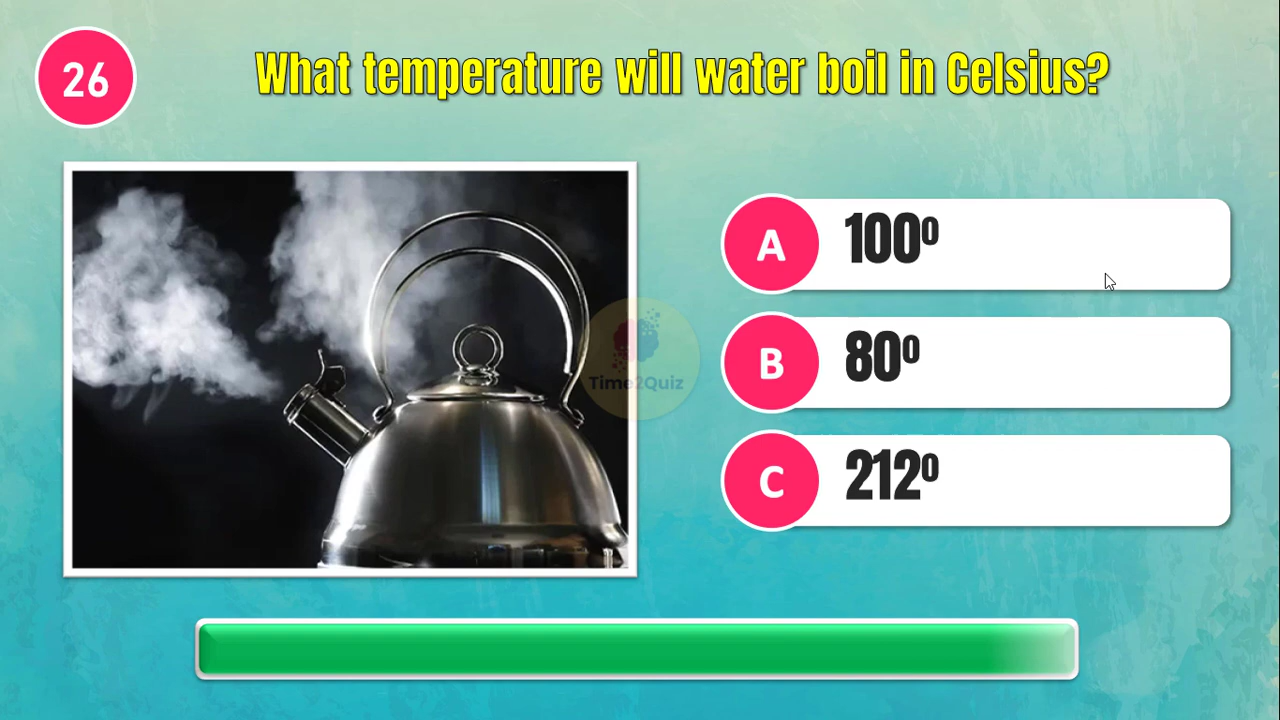 26
What temperature will water boil in Celsius?
A
100⁰
B
80⁰
C
212⁰
Time2Quiz